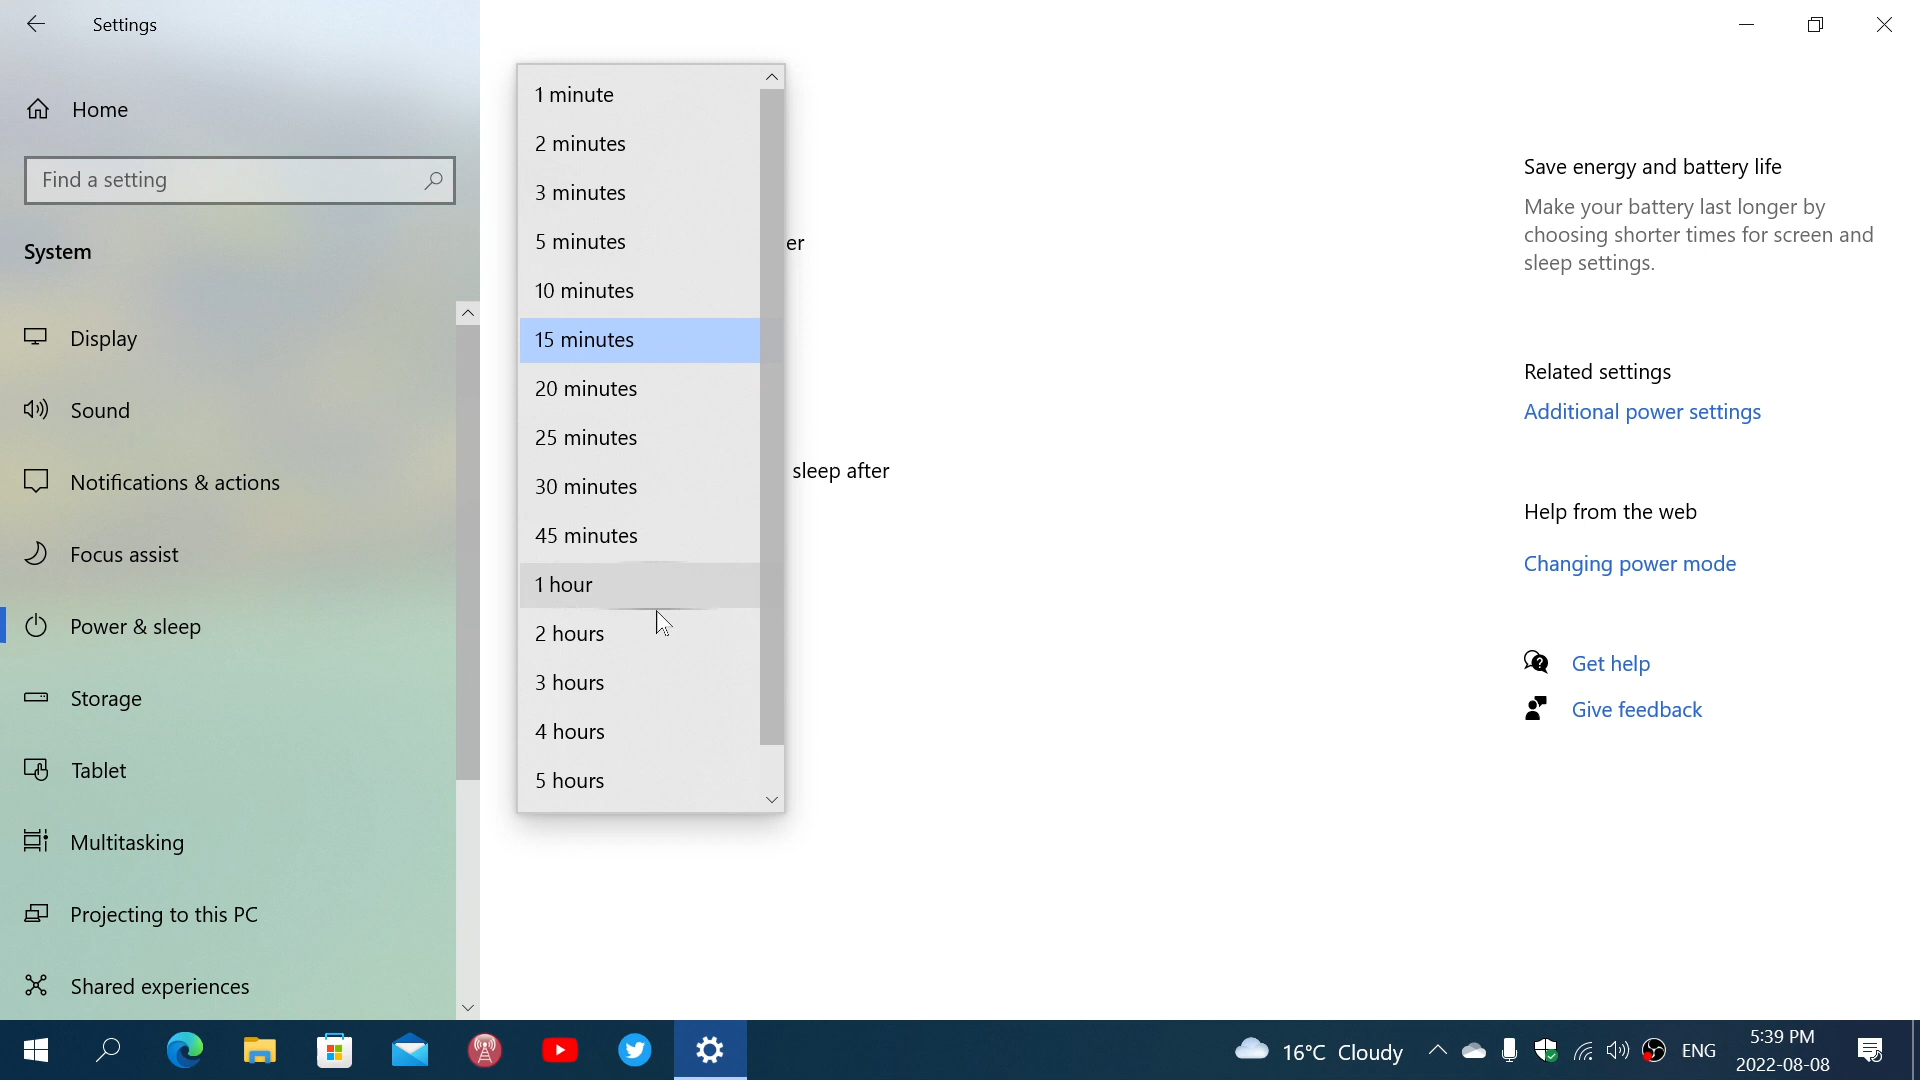 Settings
Home
Find a setting
System
Display
Sound
Notifications & actions
Focus assist
Power & sleep
Storage
Tablet
Multitasking
Projecting to this PC
Shared experiences
1 minute
2 minutes
3 minutes
5 minutes
10 minutes
15 minutes
20 minutes
25 minutes
30 minutes
45 minutes
1 hour
2 hours
3 hours
4 hours
5 hours
er
sleep after
Save energy and battery life
Make your battery last longer by
choosing shorter times for screen and
sleep settings.
Related settings
Additional power settings
Help from the web
Changing power mode
Get help
Give feedback
16°C Cloudy
ENG
5:39 PM
2022-08-08